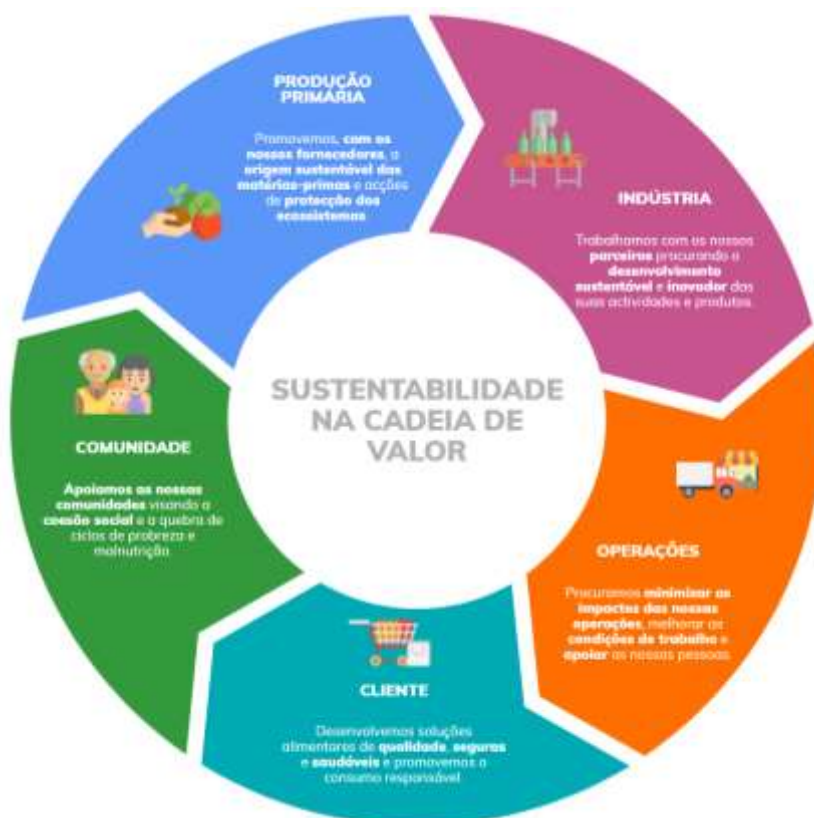 PRODUÇÃO
PRIMÁRIA
Promovemos, com os
nossos fornecedores, a
origem sustentável das
matérias-primas e acções
de protecção dos
ecossistemas
INDÚSTRIA
Trabalhamos com os nossos
parceiros procurando o
desenvolvimento
sustentável e inovador das
suas actividades e produtos.
SUSTENTABILIDADE
NA CADEIA DE
VALOR
COMUNIDADE
Apoiamos as nossas
comunidades visando a
coesão social e a quebra de
ciclos de probreza e
malnutrição
OPERAÇÕES
Procuramos minimizar os
impactes das nossas
operações, melhorar as
condições de trabalho e
apoiar as nossas pessoas.
CLIENTE
Desenvolvemos soluções
alimentares de qualidade, seguras
e saudáveis e promovemos o
consumo responsável.